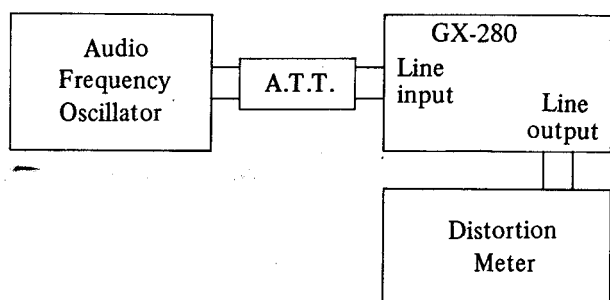 Audio
Frequency
Oscillator
A.T.T.
GX-280
Line
input
Line
output
Distortion
Meter